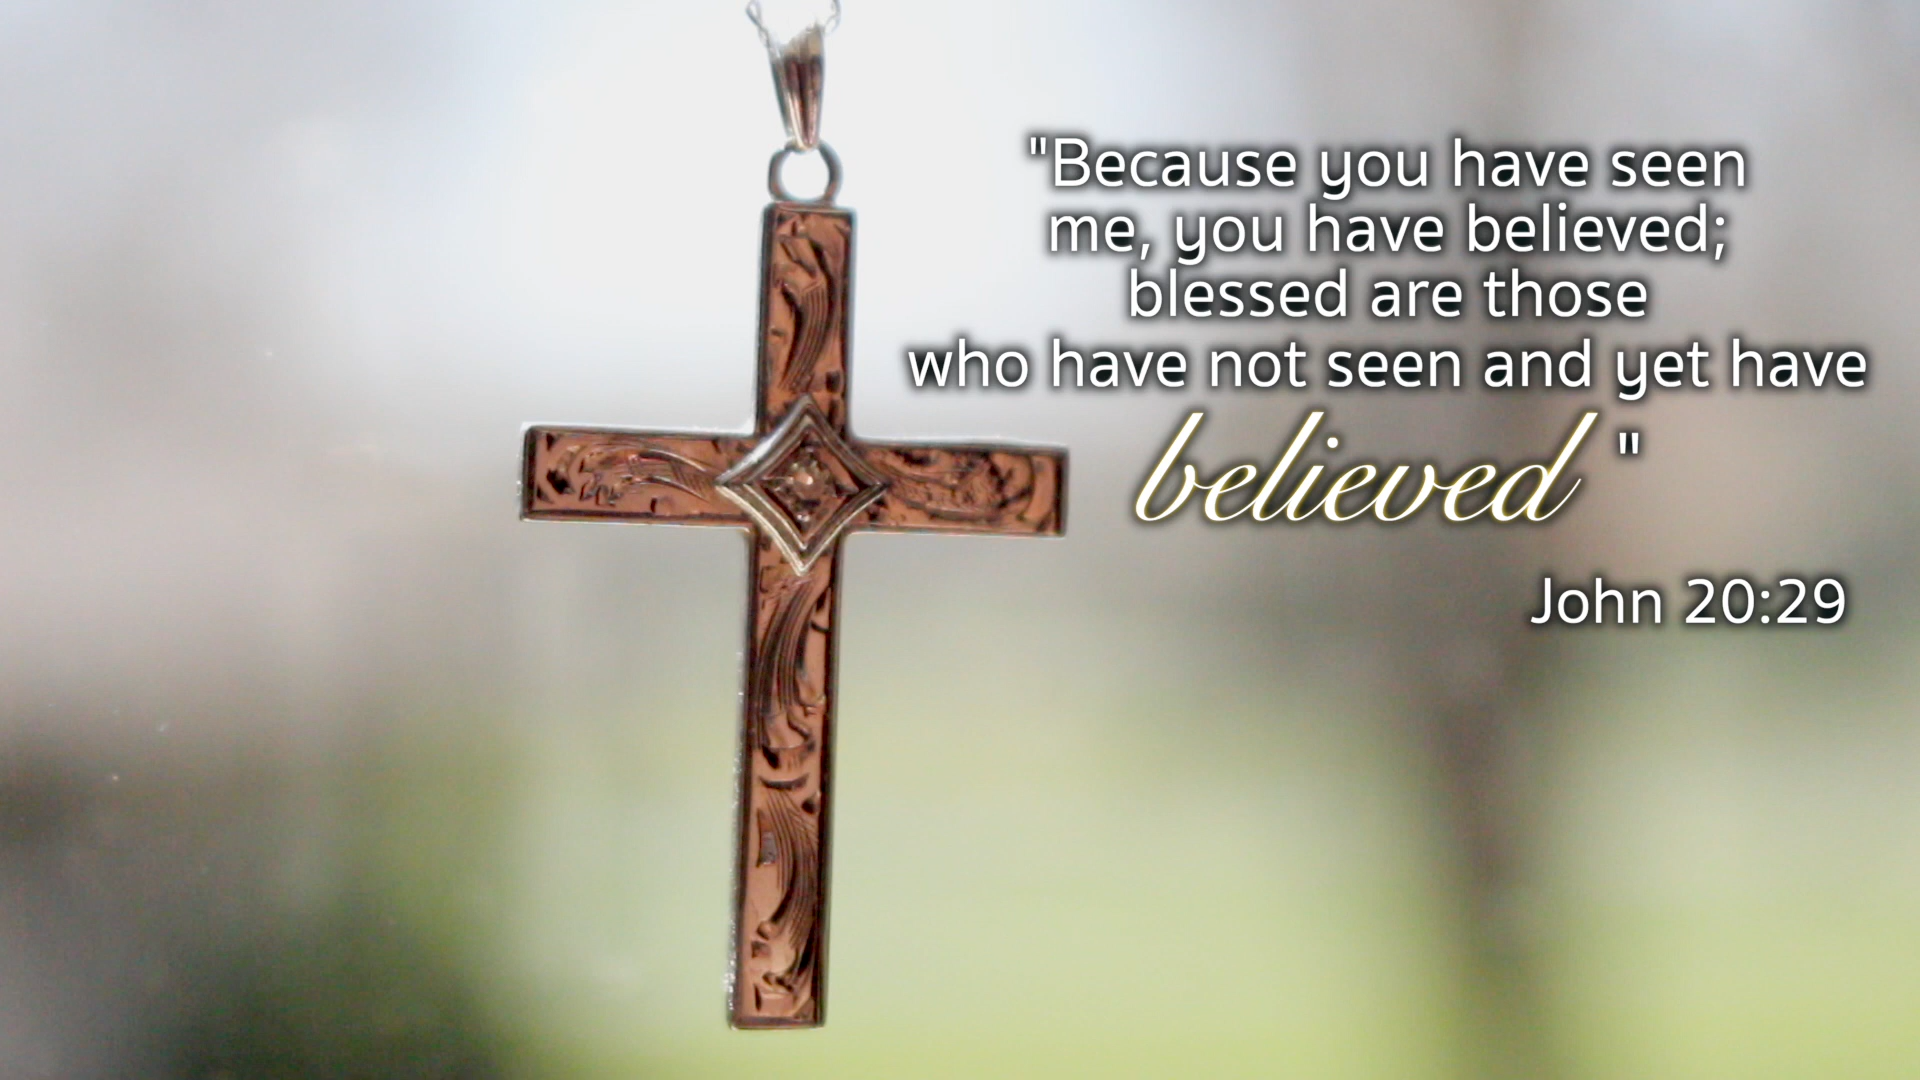 "Because you have seen
me, you have believed;
blessed are those
who have not seen and yet have
believed"
John 20:29